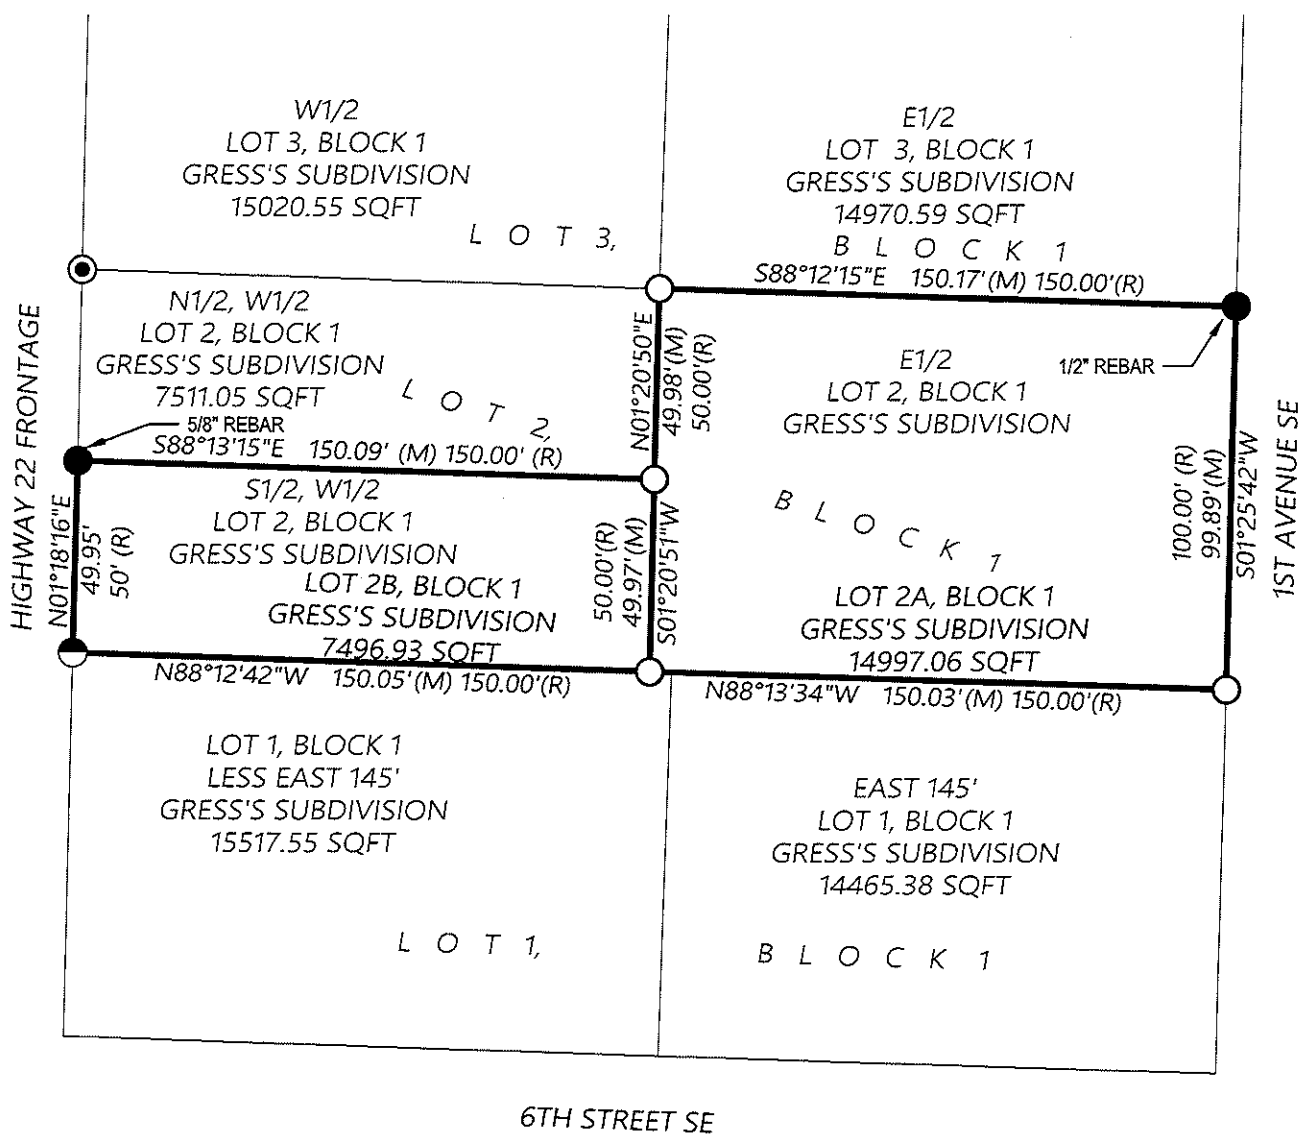 W1/2
LOT 3, BLOCK 1
GRESS'S SUBDIVISION
15020.55 SQFT
E1/2
LOT 3, BLOCK 1
GRESS'S SUBDIVISION
14970.59 SQFT
L O T 3,
B L O C K 1
S88°12'15"E 150.17'(M) 150.00'(R)
HIGHWAY 22 FRONTAGE
N1/2, W1/2
LOT 2, BLOCK 1
GRESS'S SUBDIVISION
7511.05 SQFT
L O T 2,
5/8" REBAR
S88°13'15"E 150.09' (M) 150.00' (R)
N01°20'50"E
49.98'(M)
50.00'(R)
E1/2
LOT 2, BLOCK 1
GRESS'S SUBDIVISION
1/2" REBAR
1ST AVENUE SE
100.00' (R)
99.89'(M)
S01°25'42"W
N01°18'16"E
49.95'
50' (R)
S1/2, W1/2
LOT 2, BLOCK 1
GRESS'S SUBDIVISION
LOT 2B, BLOCK 1
GRESS'S SUBDIVISION
7496.93 SQFT
N88°12'42"W 150.05'(M) 150.00'(R)
50.00'(R)
49.97'(M)
S01°20'51"W
B L O C K 1
LOT 2A, BLOCK 1
GRESS'S SUBDIVISION
14997.06 SQFT
N88°13'34"W 150.03'(M) 150.00'(R)
LOT 1, BLOCK 1
LESS EAST 145'
GRESS'S SUBDIVISION
15517.55 SQFT
EAST 145'
LOT 1, BLOCK 1
GRESS'S SUBDIVISION
14465.38 SQFT
L O T 1,
B L O C K 1
6TH STREET SE